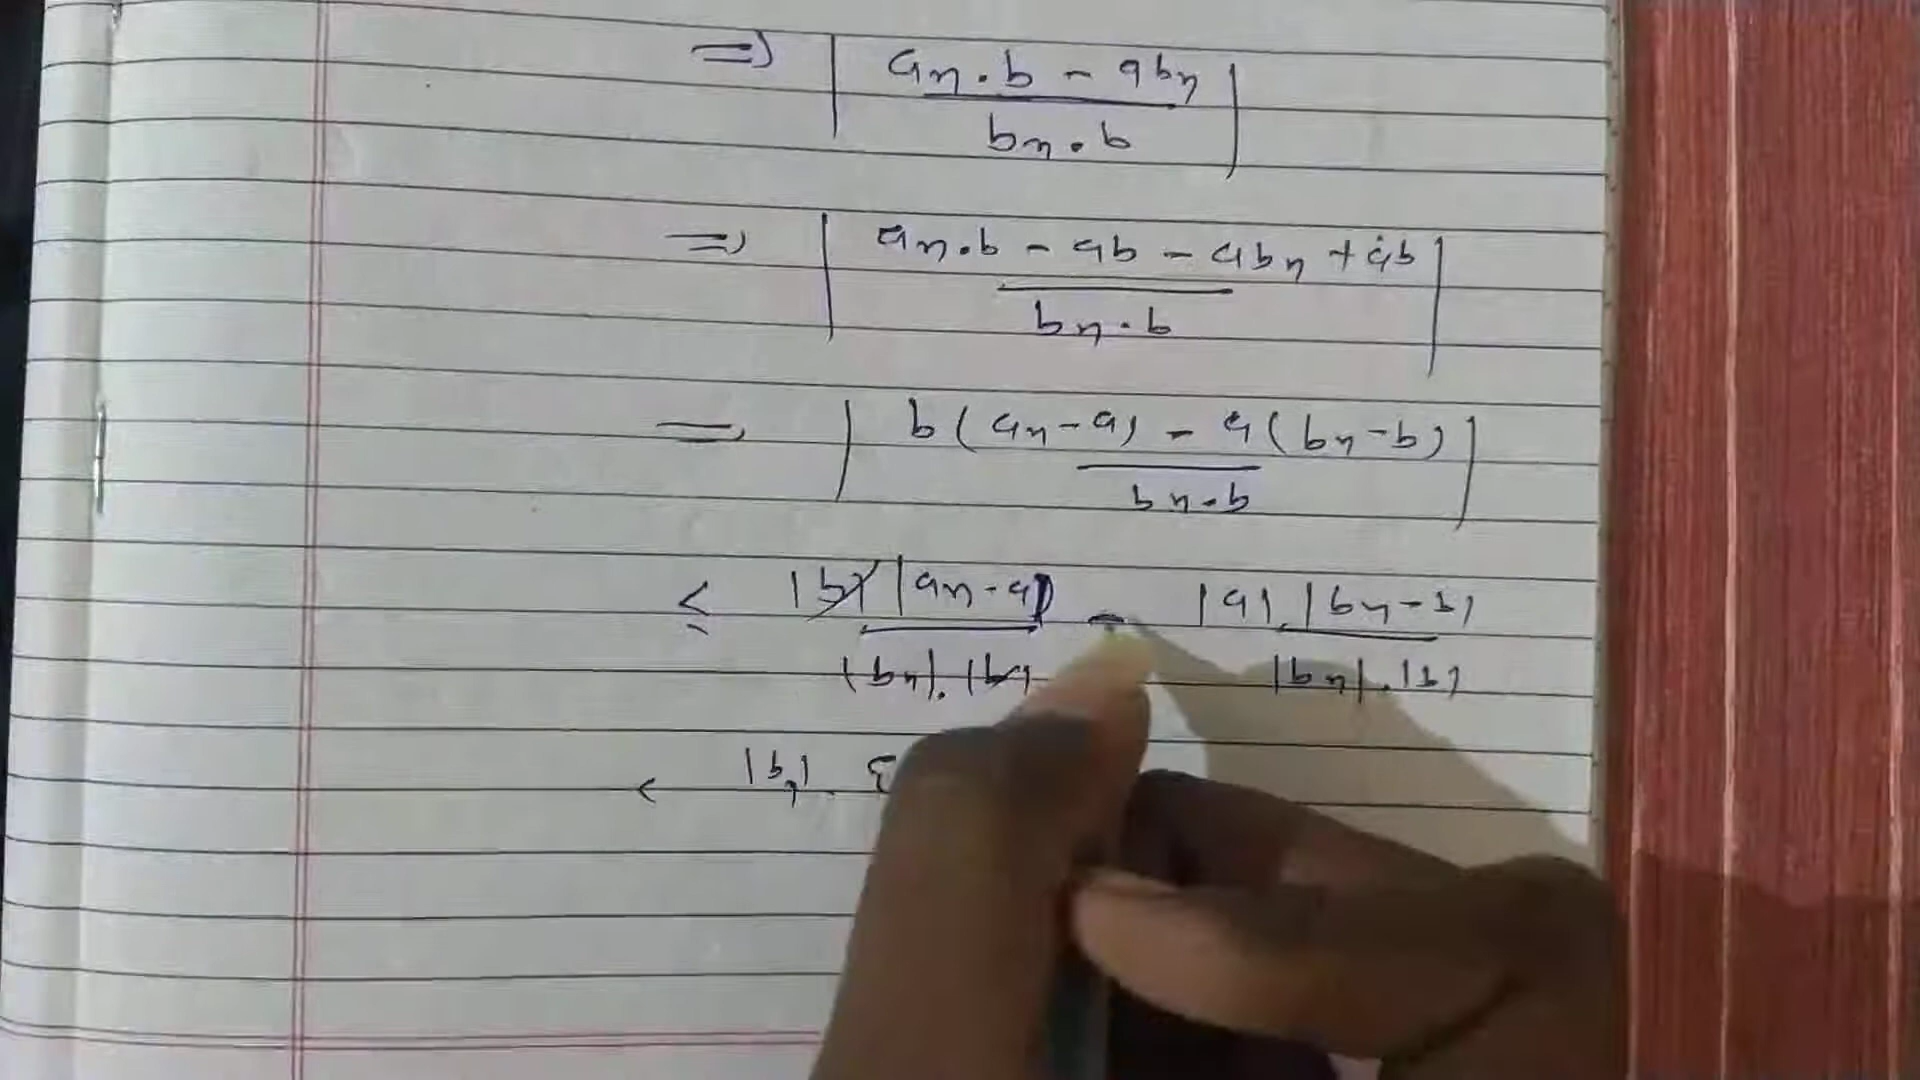 => | an.b - abn / bn.b |
=> | an.b - ab - abn + ab / bn.b |
=> | b(an-a) - a(bn-b) / bn.b |
≤ |b| |an-a| / |bn|.|b| - |a|.|bn-b| / |bn|.|b|
< |b| ε